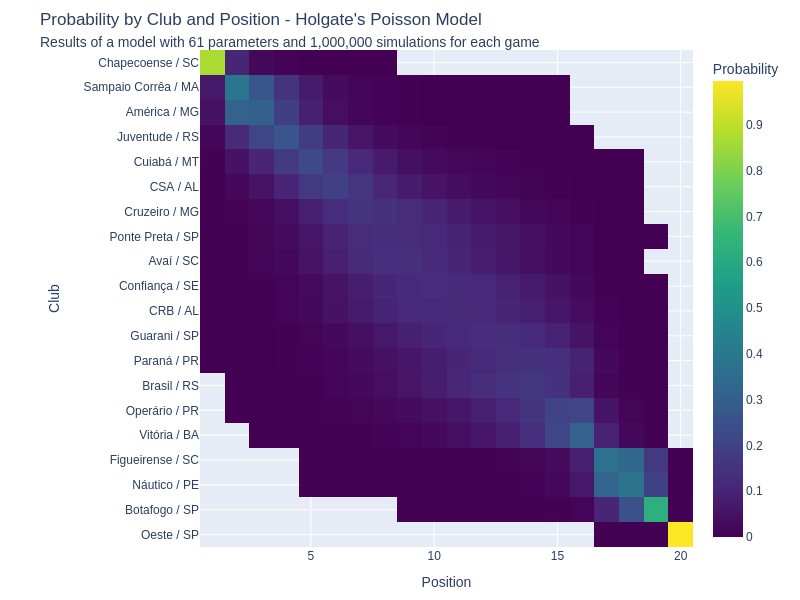 Probability by Club and Position - Holgate's Poisson Model
Results of a model with 61 parameters and 1,000,000 simulations for each game
Probability
Chapecoense / SC
Sampaio Corrêa / MA
América / MG
Juventude / RS
Cuiabá / MT
CSA / AL
Cruzeiro / MG
Ponte Preta / SP
Avaí / SC
Confiança / SE
CRB / AL
Guarani / SP
Paraná / PR
Brasil / RS
Operário / PR
Vitória / BA
Figueirense / SC
Náutico / PE
Botafogo / SP
Oeste / SP
Club
5
10
15
20
Position
0.9
0.8
0.7
0.6
0.5
0.4
0.3
0.2
0.1
0